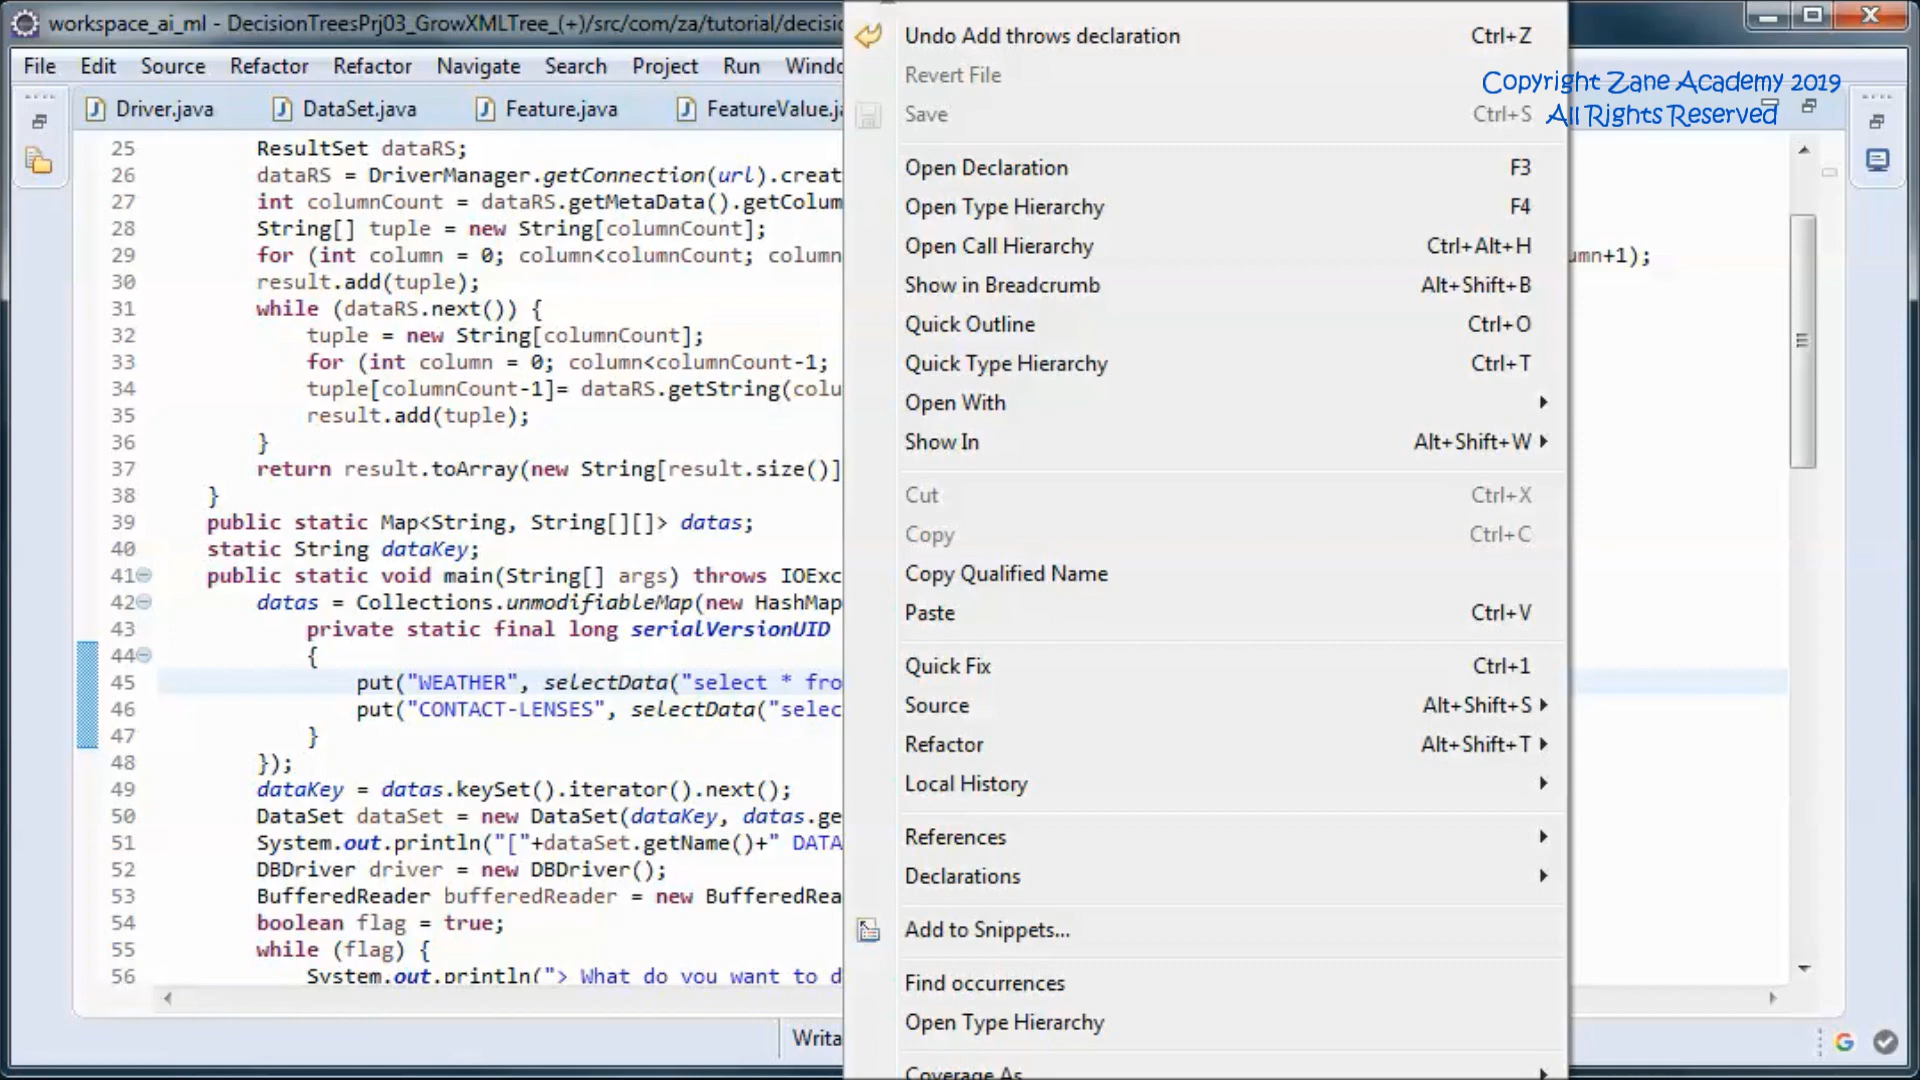 workspace_ai_ml - DecisionTreesPrj03_GrowXMLTree_(+)/src/com/za/tutorial/decisio
File Edit Source Refactor Refactor Navigate Search Project Run Windo
Driver.java DataSet.java Feature.java FeatureValue.ja
25 ResultSet dataRS;
26 dataRS = DriverManager.getConnection(url).creat
27 int columnCount = dataRS.getMetaData().getColum
28 String[] tuple = new String[columnCount];
29 for (int column = 0; column<columnCount; column umn+1);
30 result.add(tuple);
31 while (dataRS.next()) {
32 tuple = new String[columnCount];
33 for (int column = 0; column<columnCount-1;
34 tuple[columnCount-1]= dataRS.getString(colu
35 result.add(tuple);
36 }
37 return result.toArray(new String[result.size()]
38 }
39 public static Map<String, String[][]> datas;
40 static String dataKey;
41 public static void main(String[] args) throws IOExc
42 datas = Collections.unmodifiableMap(new HashMap
43 private static final long serialVersionUID
44 {
45 put("WEATHER", selectData("select * fro
46 put("CONTACT-LENSES", selectData("selec
47 }
48 });
49 dataKey = datas.keySet().iterator().next();
50 DataSet dataSet = new DataSet(dataKey, datas.ge
51 System.out.println("["+dataSet.getName()+" DATA
52 DBDriver driver = new DBDriver();
53 BufferedReader bufferedReader = new BufferedRea
54 boolean flag = true;
55 while (flag) {
56 System.out.println("> What do you want to d
Writa
Undo Add throws declaration Ctrl+Z
Revert File
Save Ctrl+S
Open Declaration F3
Open Type Hierarchy F4
Open Call Hierarchy Ctrl+Alt+H
Show in Breadcrumb Alt+Shift+B
Quick Outline Ctrl+O
Quick Type Hierarchy Ctrl+T
Open With
Show In Alt+Shift+W
Cut Ctrl+X
Copy Ctrl+C
Copy Qualified Name
Paste Ctrl+V
Quick Fix Ctrl+1
Source Alt+Shift+S
Refactor Alt+Shift+T
Local History
References
Declarations
Add to Snippets...
Find occurrences
Open Type Hierarchy
Coverage As
Copyright Zane Academy 2019
All Rights Reserved